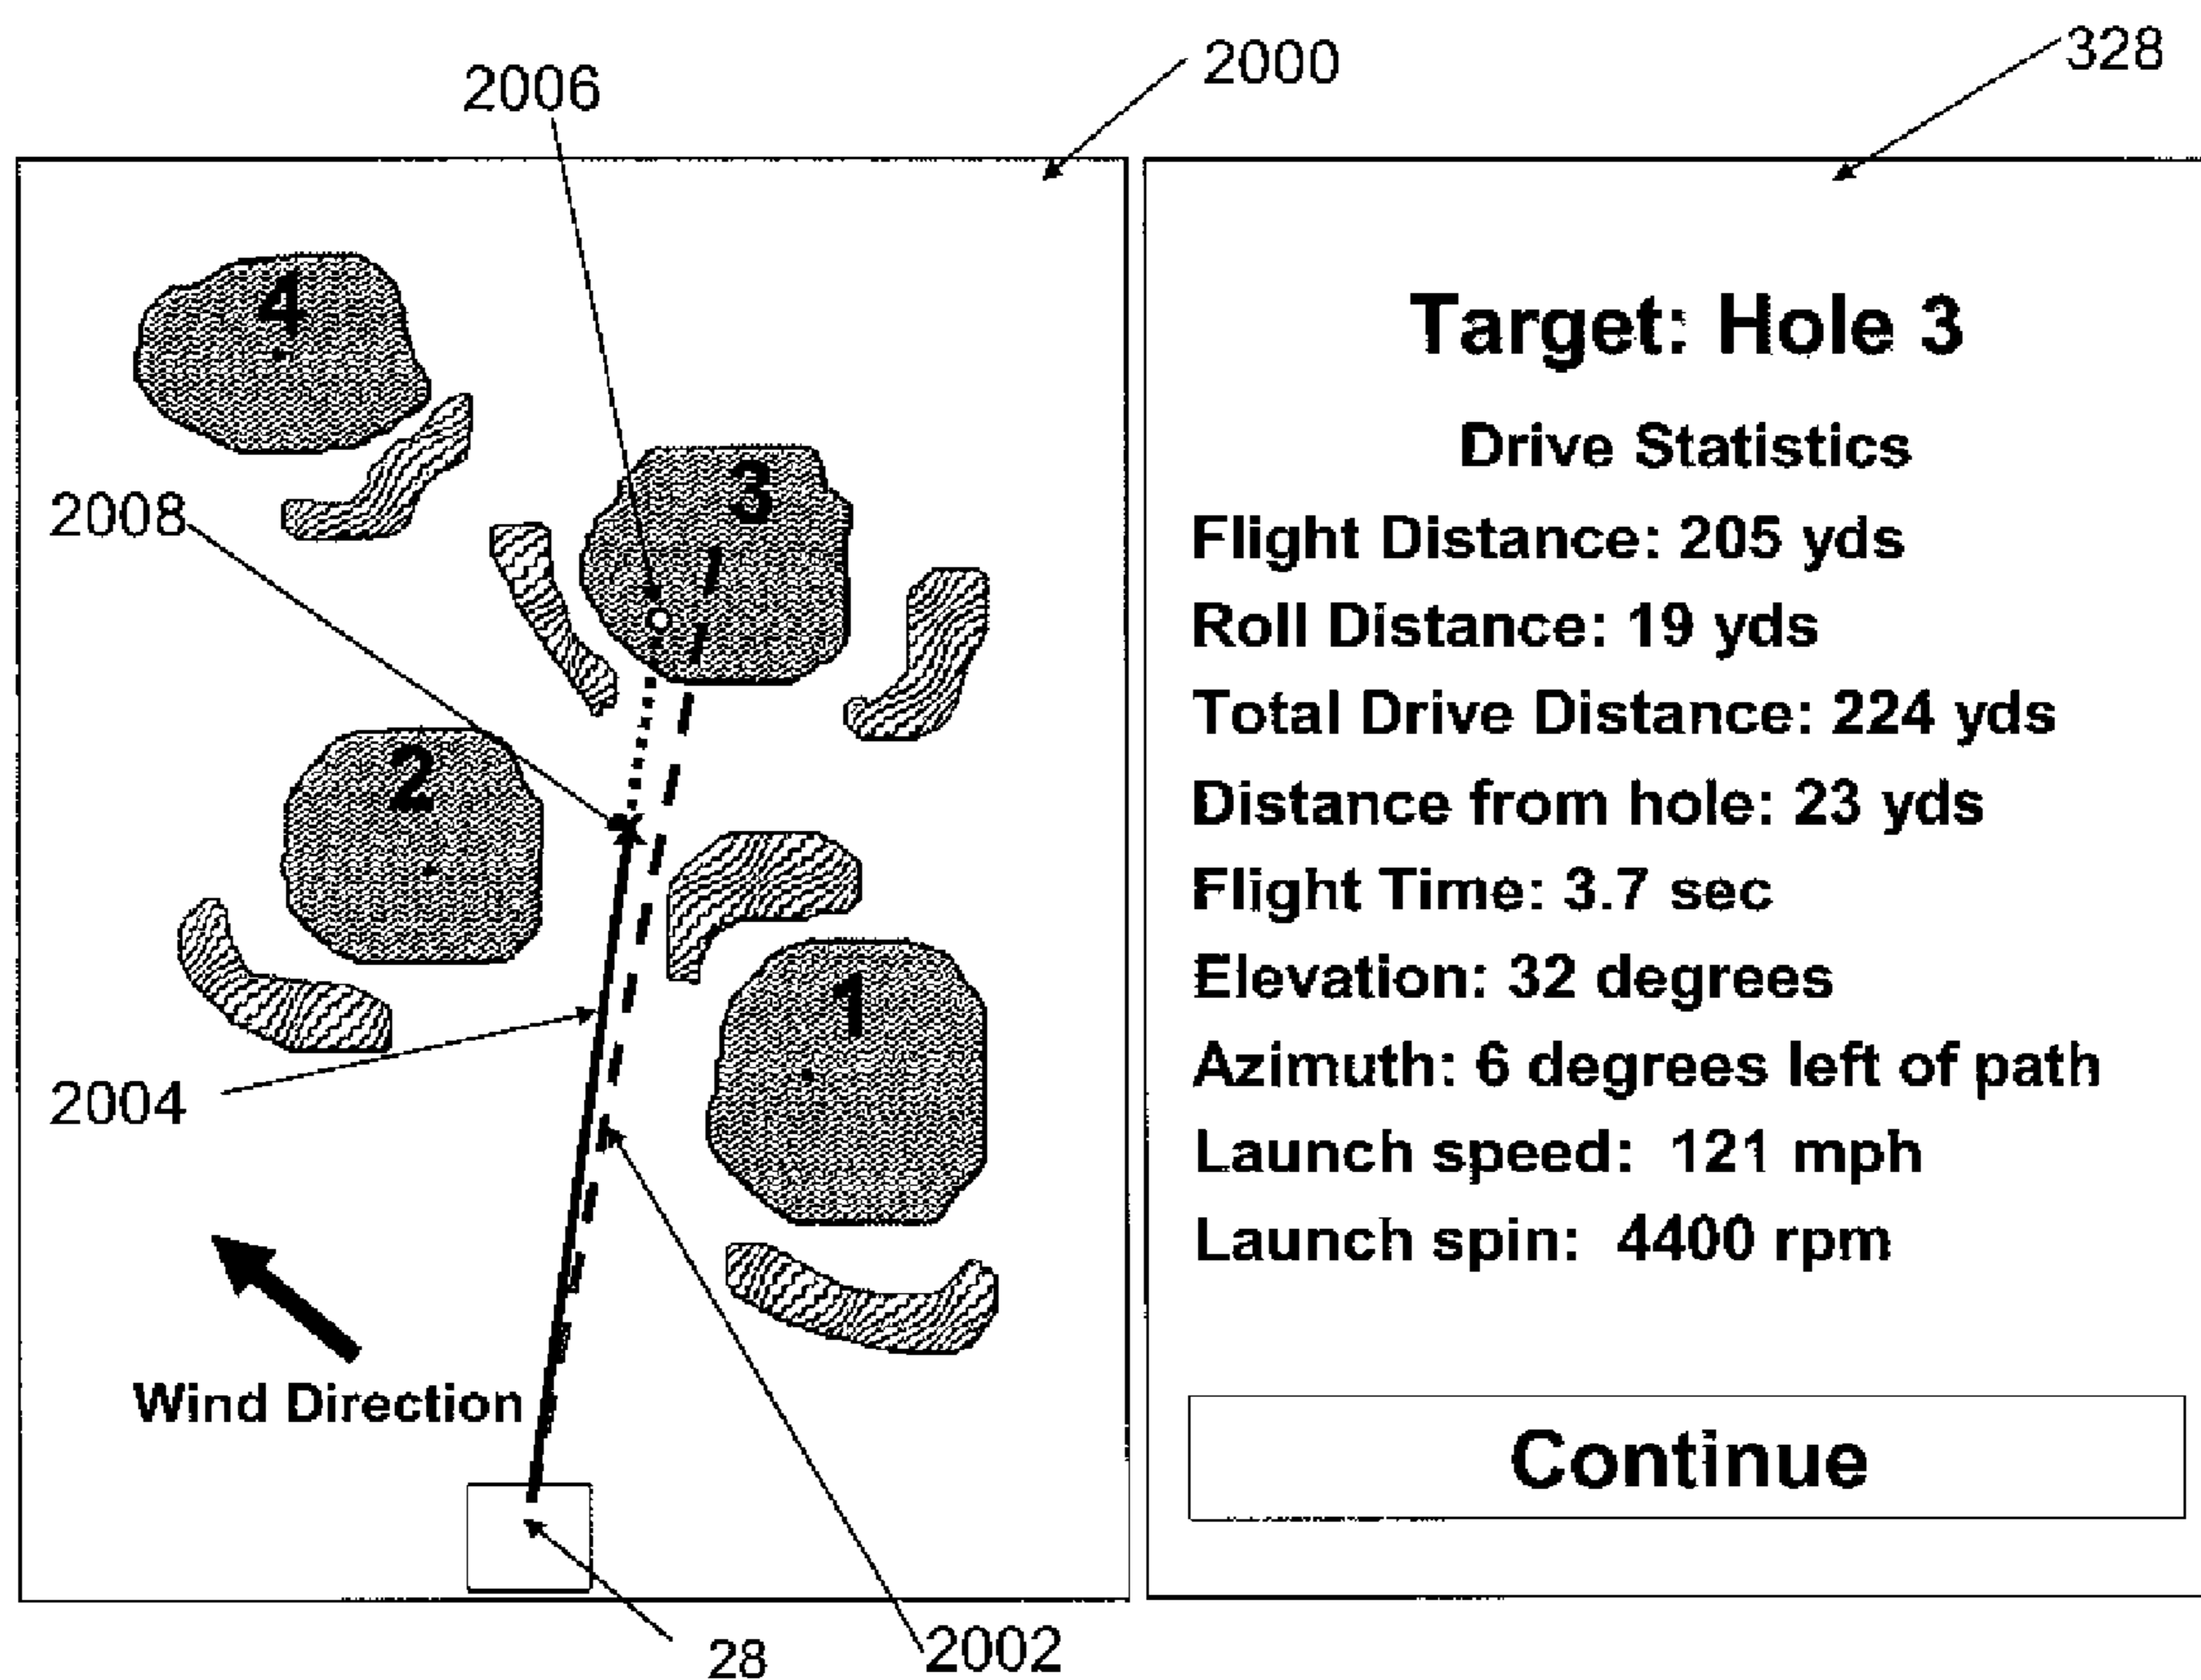 2006
2000
328
4
3
2008
2
1
2004
Wind Direction
28
2002
Target: Hole 3
Drive Statistics
Flight Distance: 205 yds
Roll Distance: 19 yds
Total Drive Distance: 224 yds
Distance from hole: 23 yds
Flight Time: 3.7 sec
Elevation: 32 degrees
Azimuth: 6 degrees left of path
Launch speed: 121 mph
Launch spin: 4400 rpm
Continue